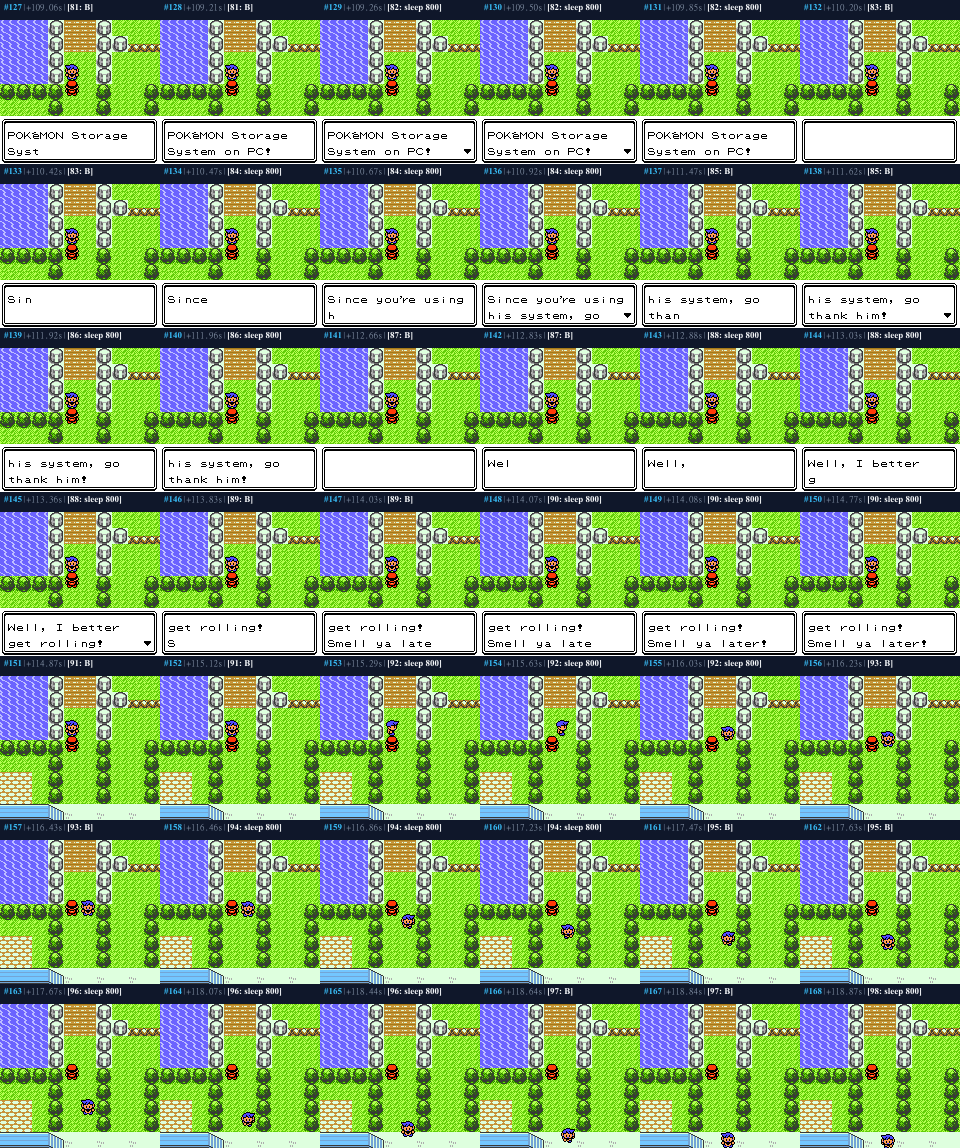 #127|+109.06s|[81: B]
#128|+109.21s|[81: B]
#129|+109.26s|[82: sleep 800]
#130|+109.50s|[82: sleep 800]
#131|+109.85s|[82: sleep 800]
#132|+110.20s|[83: B]
POKéMON Storage
Syst
POKéMON Storage
System on PC!
POKéMON Storage
System on PC!
POKéMON Storage
System on PC!
POKéMON Storage
System on PC!
#133|+110.42s|[83: B]
#134|+110.47s|[84: sleep 800]
#135|+110.67s|[84: sleep 800]
#136|+110.92s|[84: sleep 800]
#137|+111.47s|[85: B]
#138|+111.62s|[85: B]
Sin
Since
Since you're using
h
Since you're using
his system, go
his system, go
than
his system, go
thank him!
#139|+111.92s|[86: sleep 800]
#140|+111.96s|[86: sleep 800]
#141|+112.66s|[87: B]
#142|+112.83s|[87: B]
#143|+112.88s|[88: sleep 800]
#144|+113.03s|[88: sleep 800]
his system, go
thank him!
his system, go
thank him!
Wel
Well,
Well, I better
g
#145|+113.36s|[88: sleep 800]
#146|+113.83s|[89: B]
#147|+114.03s|[89: B]
#148|+114.07s|[90: sleep 800]
#149|+114.08s|[90: sleep 800]
#150|+114.77s|[90: sleep 800]
Well, I better
get rolling!
get rolling!
S
get rolling!
Smell ya late
get rolling!
Smell ya late
get rolling!
Smell ya later!
get rolling!
Smell ya later!
#151|+114.87s|[91: B]
#152|+115.12s|[91: B]
#153|+115.29s|[92: sleep 800]
#154|+115.63s|[92: sleep 800]
#155|+116.03s|[92: sleep 800]
#156|+116.23s|[93: B]
#157|+116.43s|[93: B]
#158|+116.46s|[94: sleep 800]
#159|+116.86s|[94: sleep 800]
#160|+117.23s|[94: sleep 800]
#161|+117.47s|[95: B]
#162|+117.63s|[95: B]
#163|+117.67s|[96: sleep 800]
#164|+118.07s|[96: sleep 800]
#165|+118.44s|[96: sleep 800]
#166|+118.64s|[97: B]
#167|+118.84s|[97: B]
#168|+118.87s|[98: sleep 800]